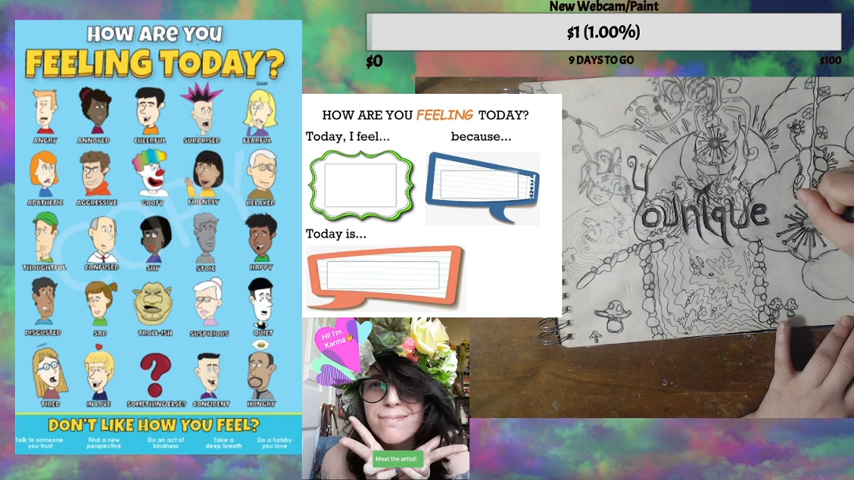 New Webcam/Paint
$1 (1.00%)
$0
9 DAYS TO GO
$100
HOW ARE YOU
FEELING TODAY?
ANGRY
ANNOYED
CHEERFUL
SURPRISED
FEARFUL
APATHETIC
AGGRESSIVE
GOOFY
FRIENDLY
RELAXED
THOUGHTFUL
CONFUSED
SHY
STOIC
HAPPY
DISGUSTED
SAD
TROLL-ISH
SUSPICIOUS
QUIET
TIRED
IN LOVE
SOMETHING ELSE?
CONFIDENT
HUNGRY
DON'T LIKE HOW YOU FEEL?
Talk to someone
you trust
Find a new
perspective
Do an act of
kindness
Take a
deep breath
Do a hobby
you love
HOW ARE YOU FEELING TODAY?
Today, I feel...
because...
Today is...
Hi! I'm
Karma
Meet the artist!